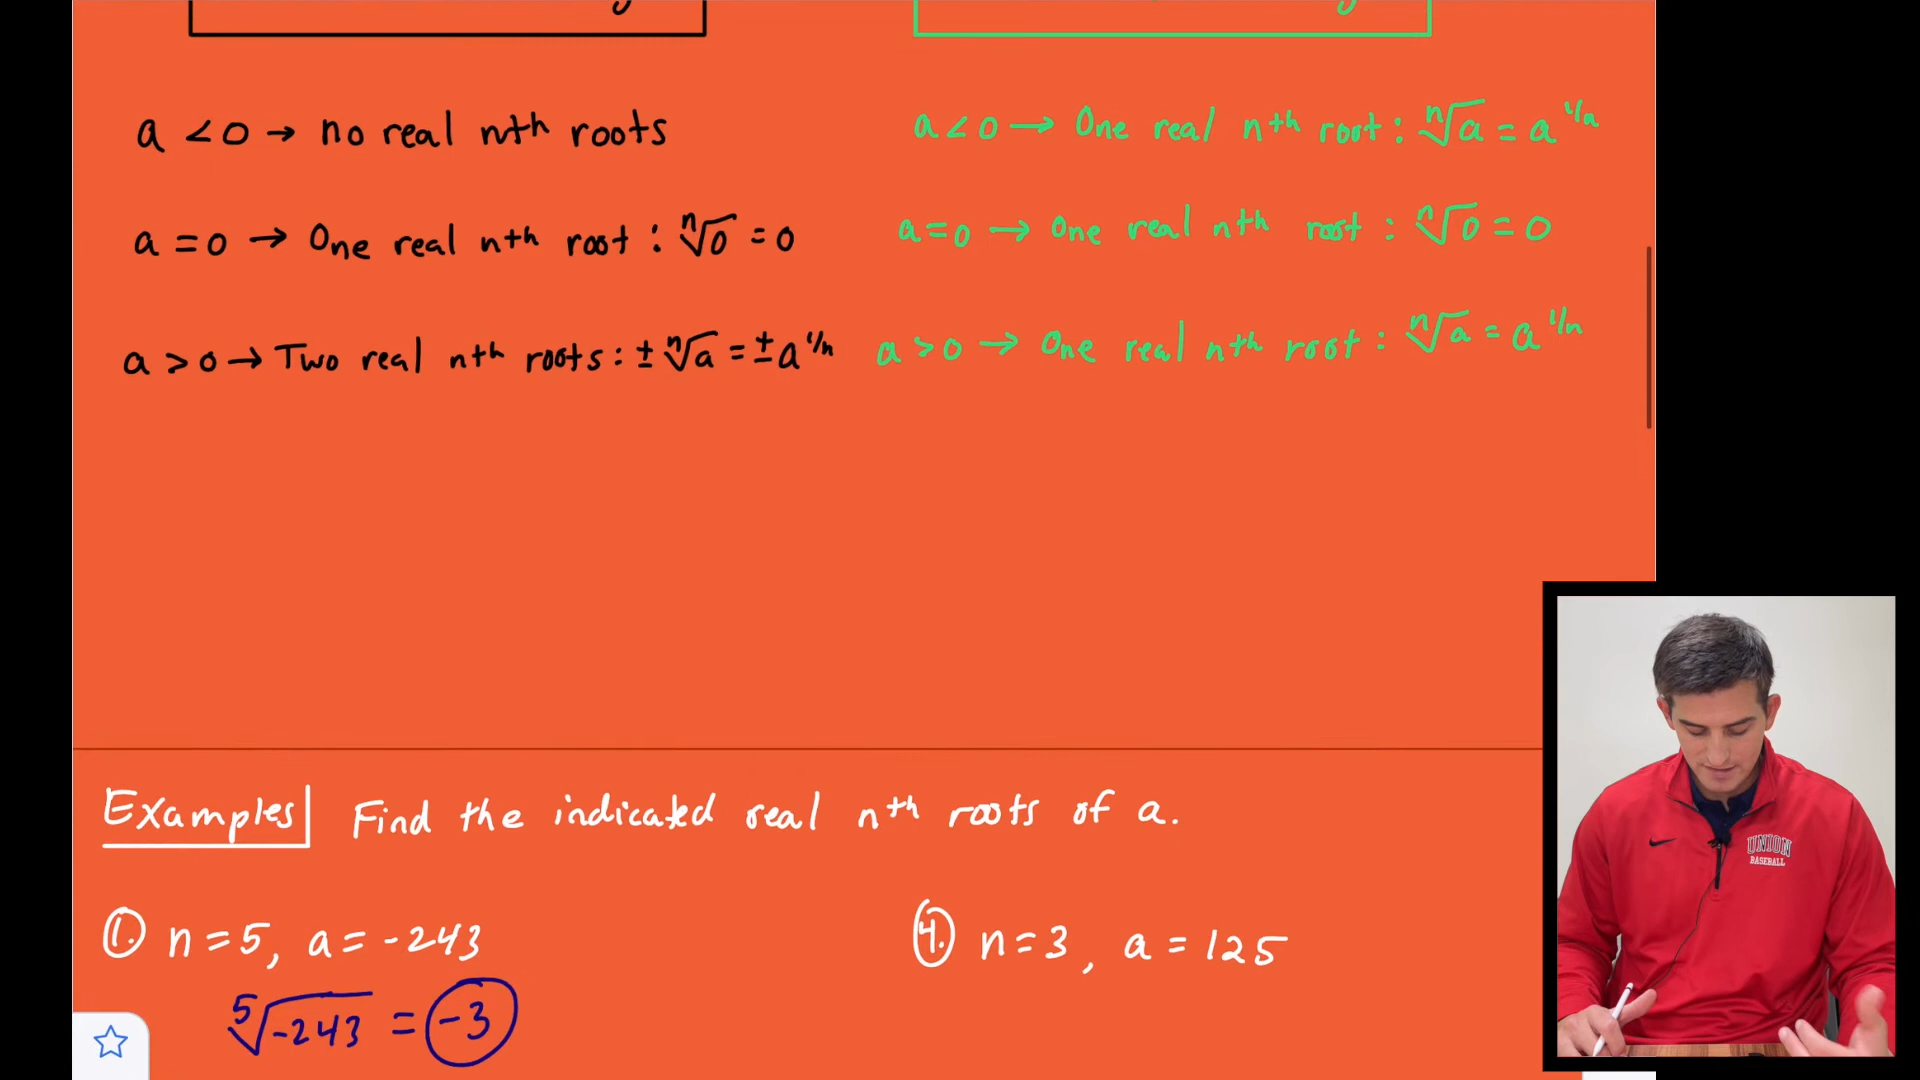 a < 0 → no real nth roots
a = 0 → One real nth root : ⁿ√0 = 0
a > 0 → Two real nth roots : ± ⁿ√a = ± a^1/n
a < 0 → One real nth root : ⁿ√a = a^1/n
a = 0 → One real nth root : ⁿ√0 = 0
a > 0 → One real nth root : ⁿ√a = a^1/n
Examples Find the indicated real nth roots of a.
1. n = 5, a = -243
⁵√-243 = -3
4. n = 3, a = 125
UNION
BASEBALL